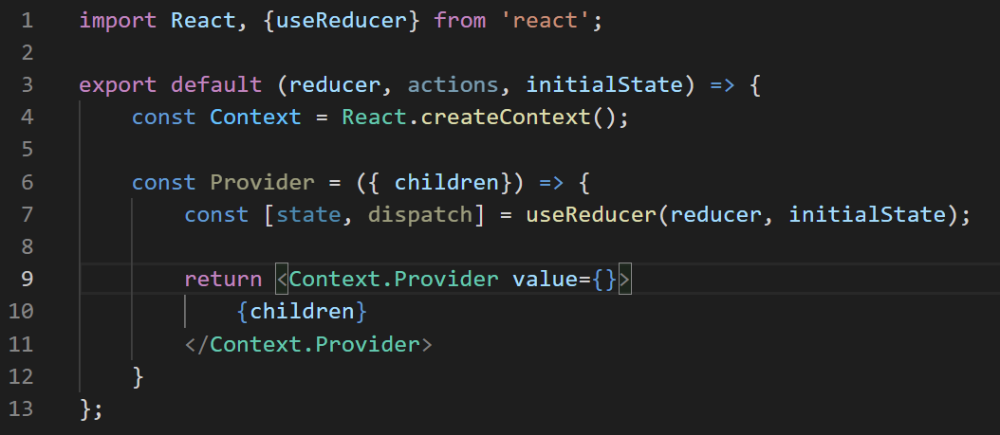 1 import React, {useReducer} from 'react';
2
3 export default (reducer, actions, initialState) => {
4     const Context = React.createContext();
5
6     const Provider = ({ children}) => {
7         const [state, dispatch] = useReducer(reducer, initialState);
8
9         return <Context.Provider value={}>
10             {children}
11         </Context.Provider>
12     }
13 };